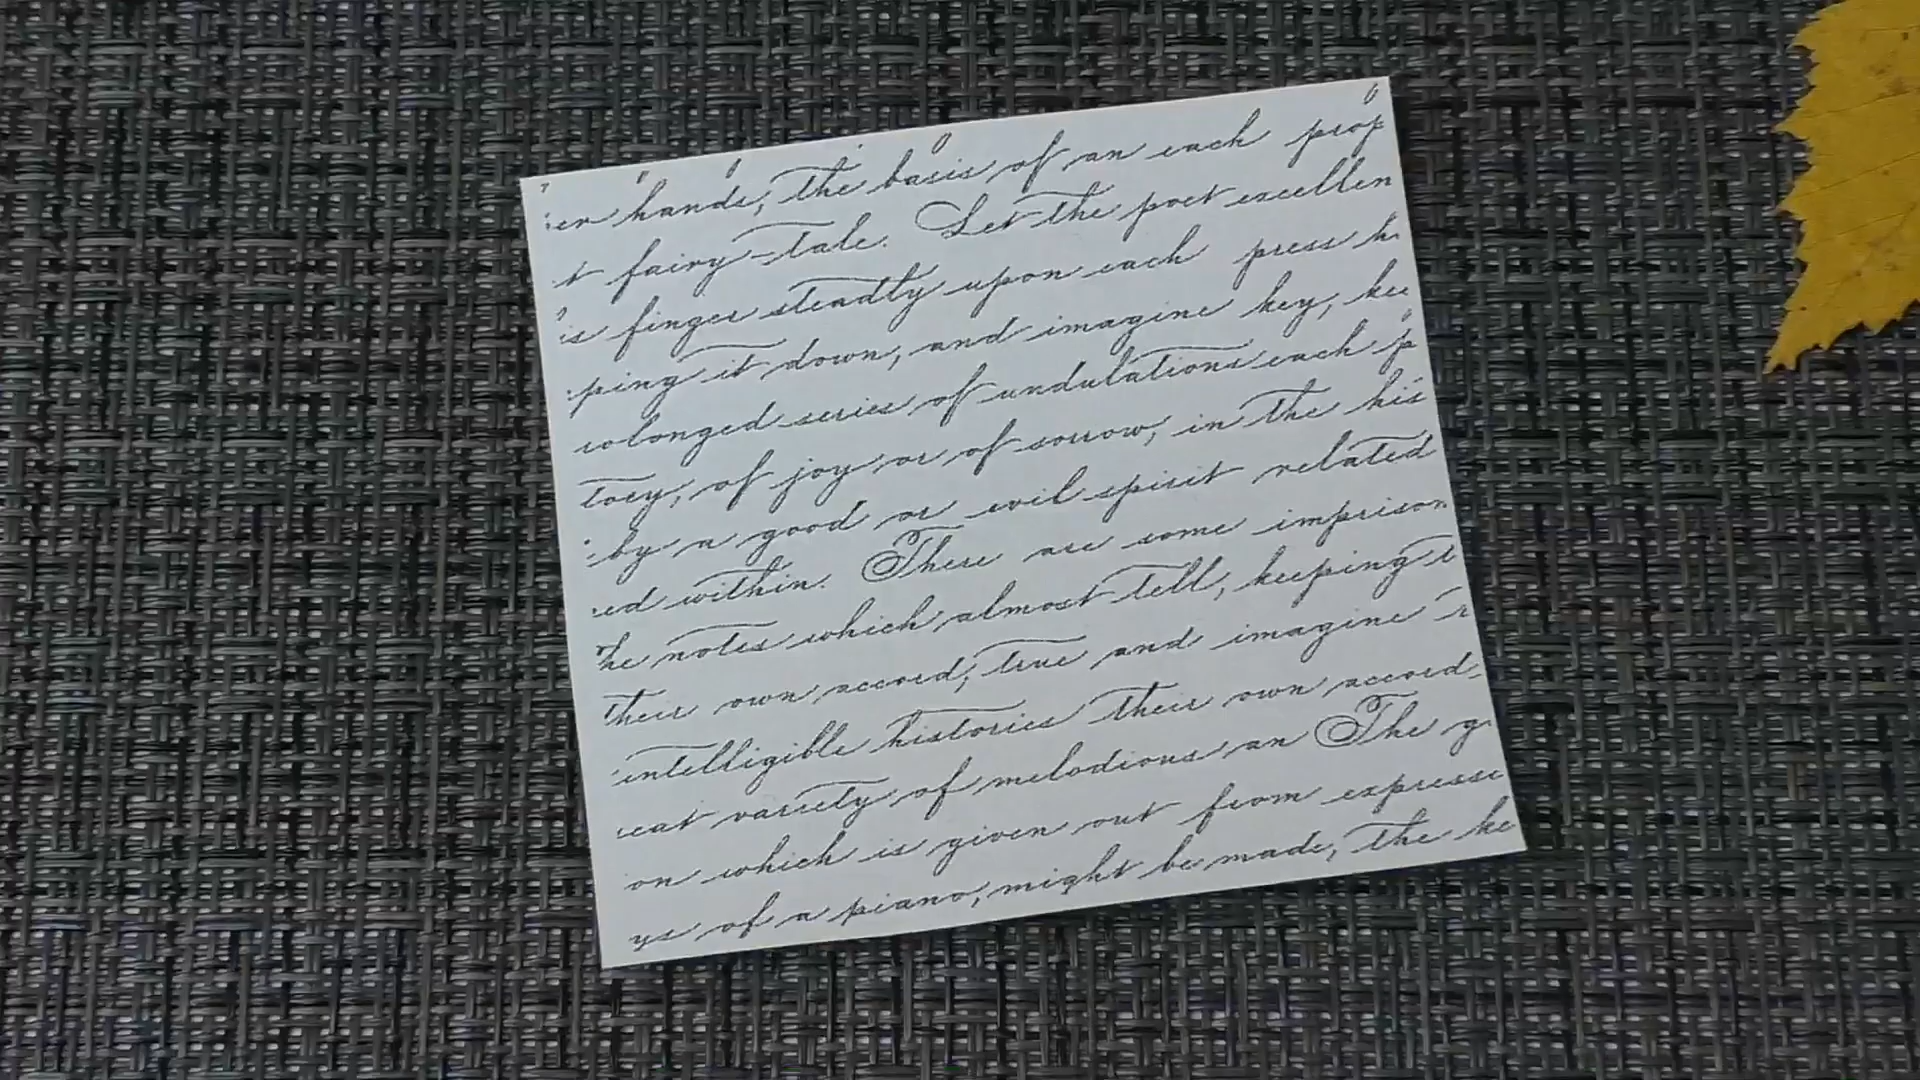 er hands, the basis of an each prop
t fairy-tale. Let the poet excellen
is finger steadly upon each press h
ping it down, and imagine key, kee
rolonged series of undulations each p
tory, of joy or of sorrow, in the his
by a good or evil spirit related
ed within. There are some imprison
he notes which almost tell, keeping t
their own accord, true and imagine r
intelligible histories their own accord,
reat variety of melodious an The g
on which is given out from expressi
ys of a piano, might be made, the ke